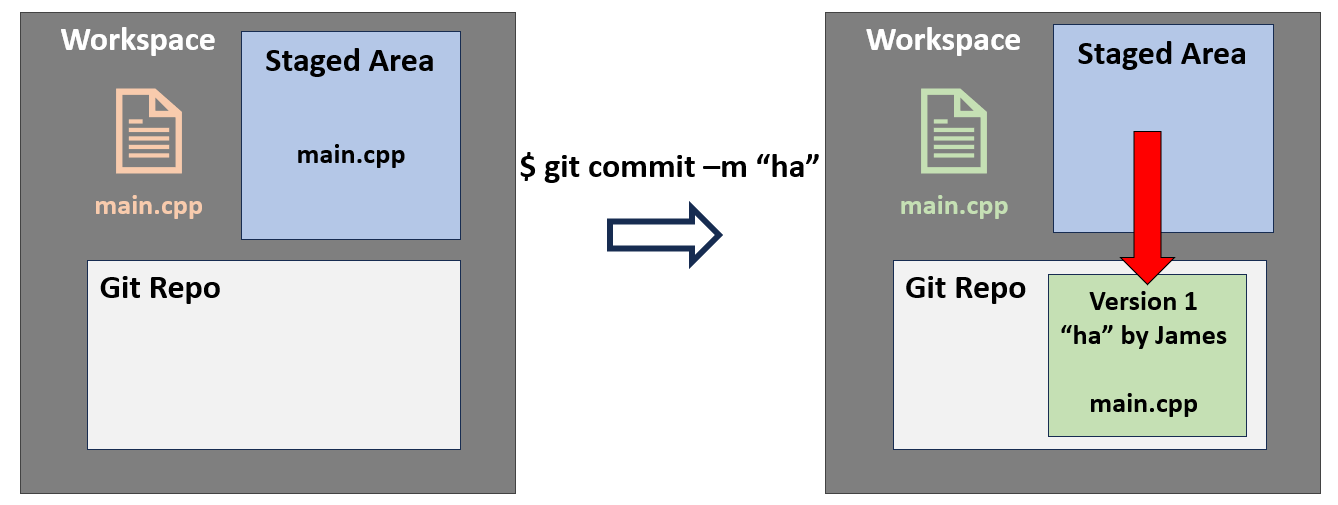 Workspace
Staged Area
main.cpp
main.cpp
Git Repo
$ git commit –m “ha”
Workspace
Staged Area
main.cpp
Git Repo
Version 1
“ha” by James
main.cpp